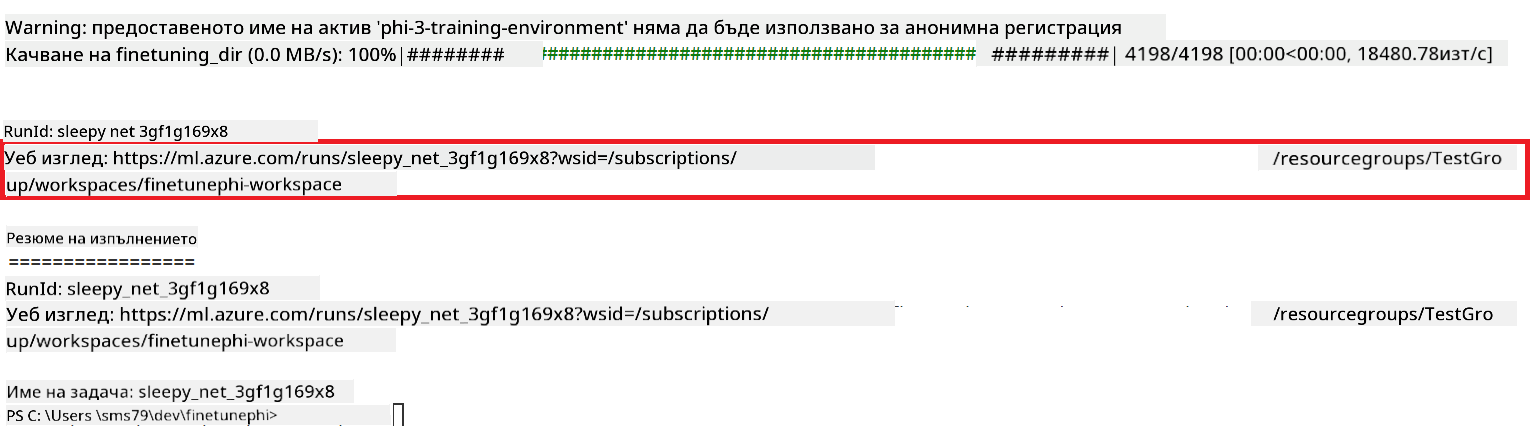 Warning: предоставеното име на актив 'phi-3-training-environment' няма да бъде използвано за анонимна регистрация
Качване на finetuning_dir (0.0 MB/s): 100%|######## ##################################### #########| 4198/4198 [00:00<00:00, 18480.78изт/с]
RunId: sleepy net 3gf1g169x8
Уеб изглед: https://ml.azure.com/runs/sleepy_net_3gf1g169x8?wsid=/subscriptions/ /resourcegroups/TestGro
up/workspaces/finetunephi-workspace
Резюме на изпълнението
=================
RunId: sleepy_net_3gf1g169x8
Уеб изглед: https://ml.azure.com/runs/sleepy_net_3gf1g169x8?wsid=/subscriptions/ /resourcegroups/TestGro
up/workspaces/finetunephi-workspace
Име на задача: sleepy_net_3gf1g169x8
PS C: \Users \sms79\dev\finetunephi>